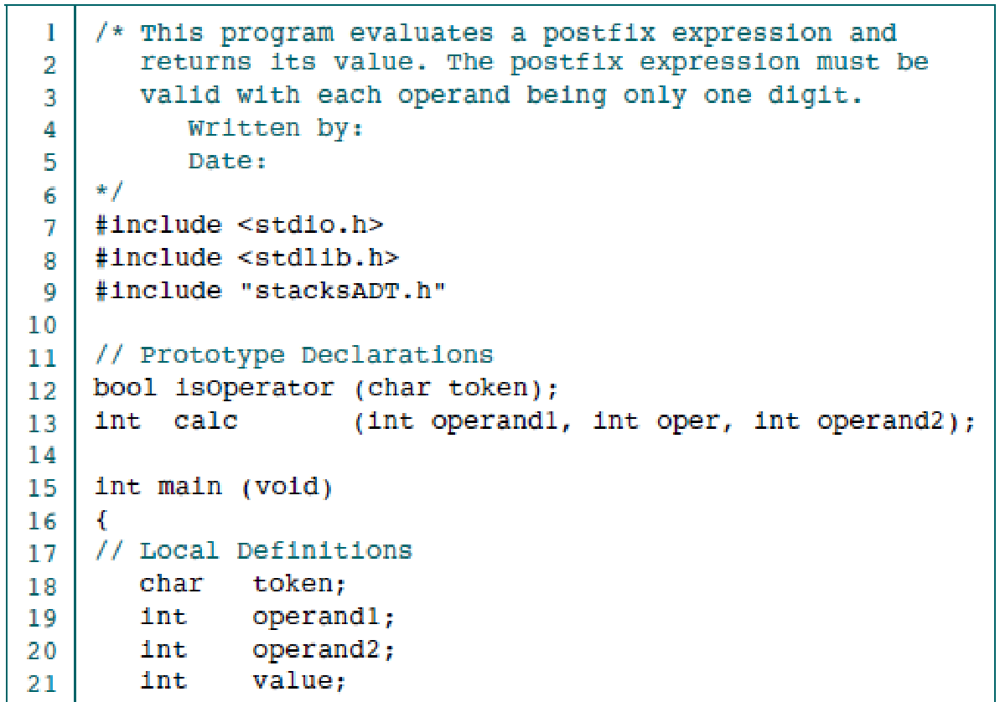 1 /* This program evaluates a postfix expression and
2 returns its value. The postfix expression must be
3 valid with each operand being only one digit.
4 Written by:
5 Date:
6 */
7 #include <stdio.h>
8 #include <stdlib.h>
9 #include "stacksADT.h"
10
11 // Prototype Declarations
12 bool isOperator (char token);
13 int calc (int operand1, int oper, int operand2);
14
15 int main (void)
16 {
17 // Local Definitions
18 char token;
19 int operand1;
20 int operand2;
21 int value;